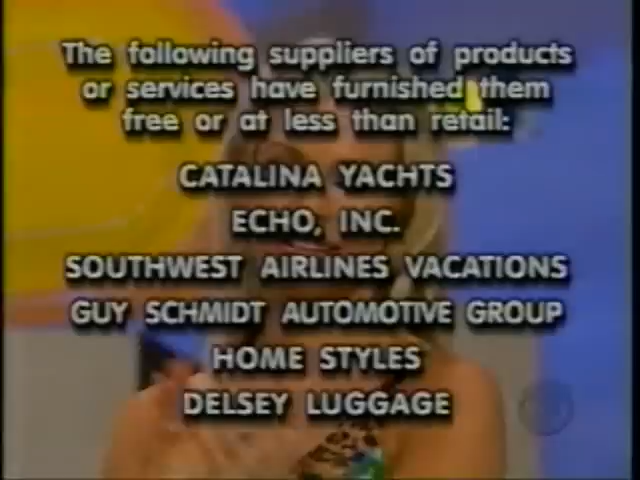 The following suppliers of products
or services have furnished them
free or at less than retail:
CATALINA YACHTS
ECHO, INC.
SOUTHWEST AIRLINES VACATIONS
GUY SCHMIDT AUTOMOTIVE GROUP
HOME STYLES
DELSEY LUGGAGE